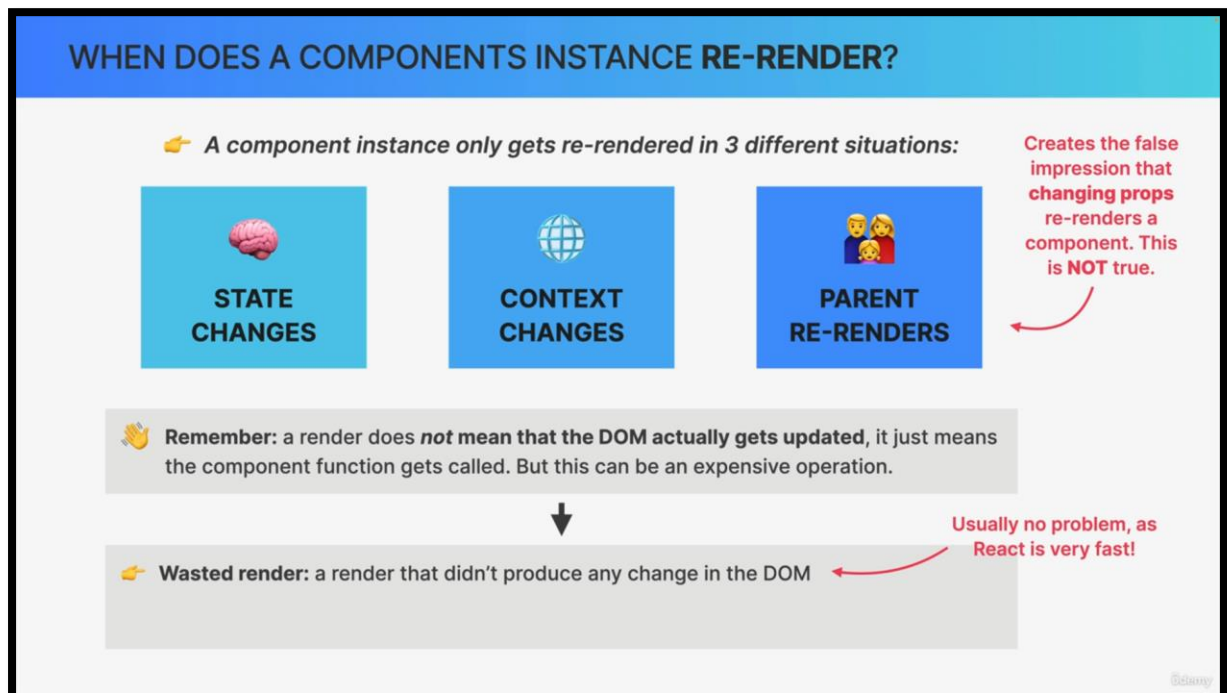 WHEN DOES A COMPONENTS INSTANCE RE-RENDER?
👉 A component instance only gets re-rendered in 3 different situations:
STATE
CHANGES
CONTEXT
CHANGES
PARENT
RE-RENDERS
Creates the false
impression that
changing props
re-renders a
component. This
is NOT true.
👋 Remember: a render does not mean that the DOM actually gets updated, it just means
the component function gets called. But this can be an expensive operation.
Usually no problem, as
React is very fast!
👉 Wasted render: a render that didn’t produce any change in the DOM
ûdemy